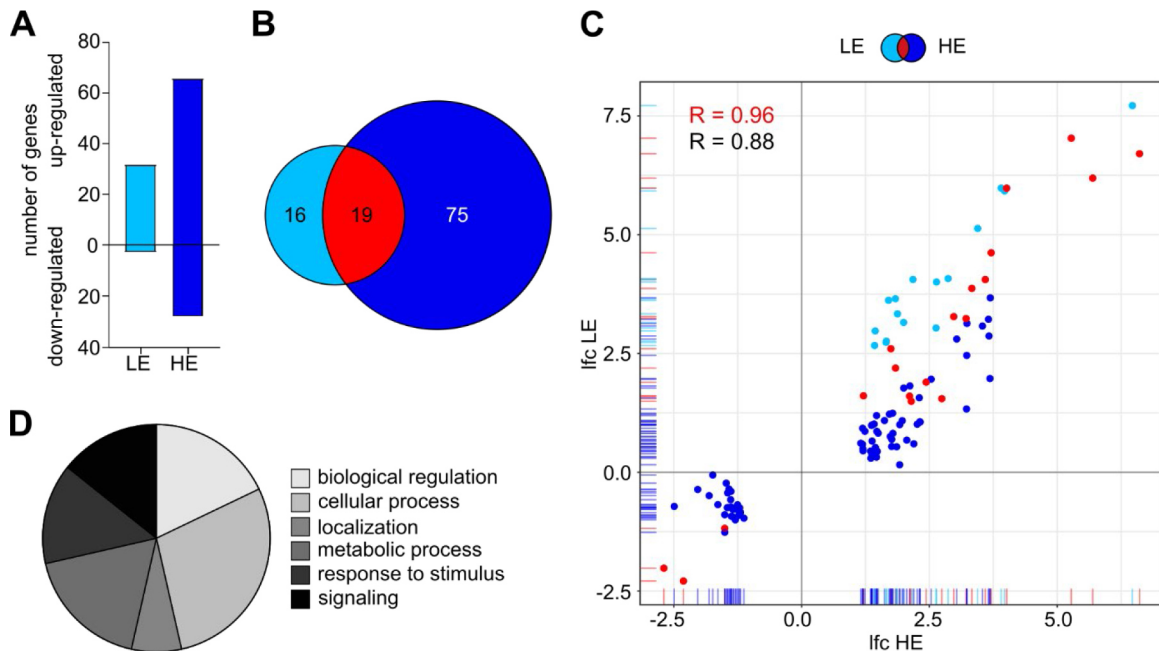 A
number of genes
down-regulated up-regulated
80
60
40
20
0
20
40
LE HE
B
16 19 75
C
LE HE
R = 0.96
R = 0.88
lfc LE
7.5
5.0
2.5
0.0
-2.5
-2.5 0.0 2.5 5.0
lfc HE
D
biological regulation
cellular process
localization
metabolic process
response to stimulus
signaling